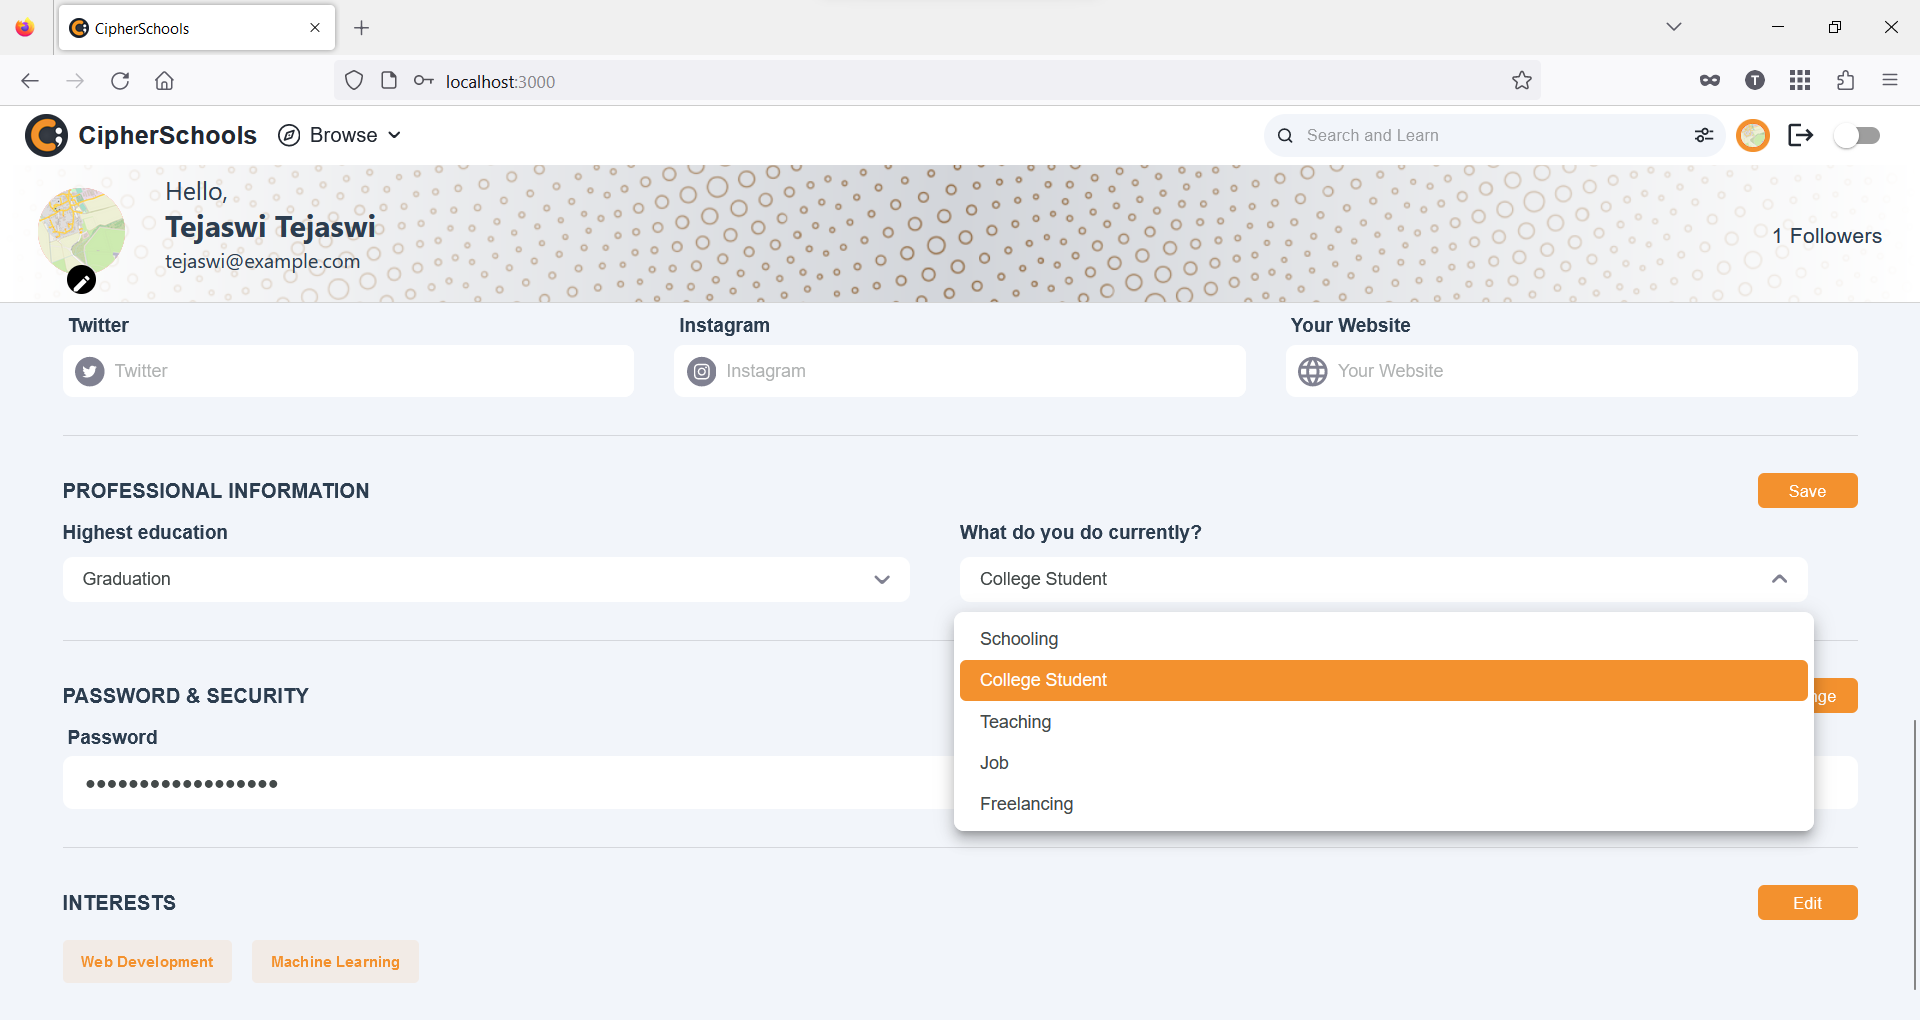 CipherSchools
localhost:3000
T
CipherSchools
Browse
Search and Learn
Hello,
Tejaswi Tejaswi
tejaswi@example.com
1 Followers
Twitter
Instagram
Your Website
Twitter
Instagram
Your Website
PROFESSIONAL INFORMATION
Save
Highest education
What do you do currently?
Graduation
College Student
Schooling
College Student
Teaching
Job
Freelancing
PASSWORD & SECURITY
nge
Password
••••••••••••••••••
INTERESTS
Edit
Web Development
Machine Learning